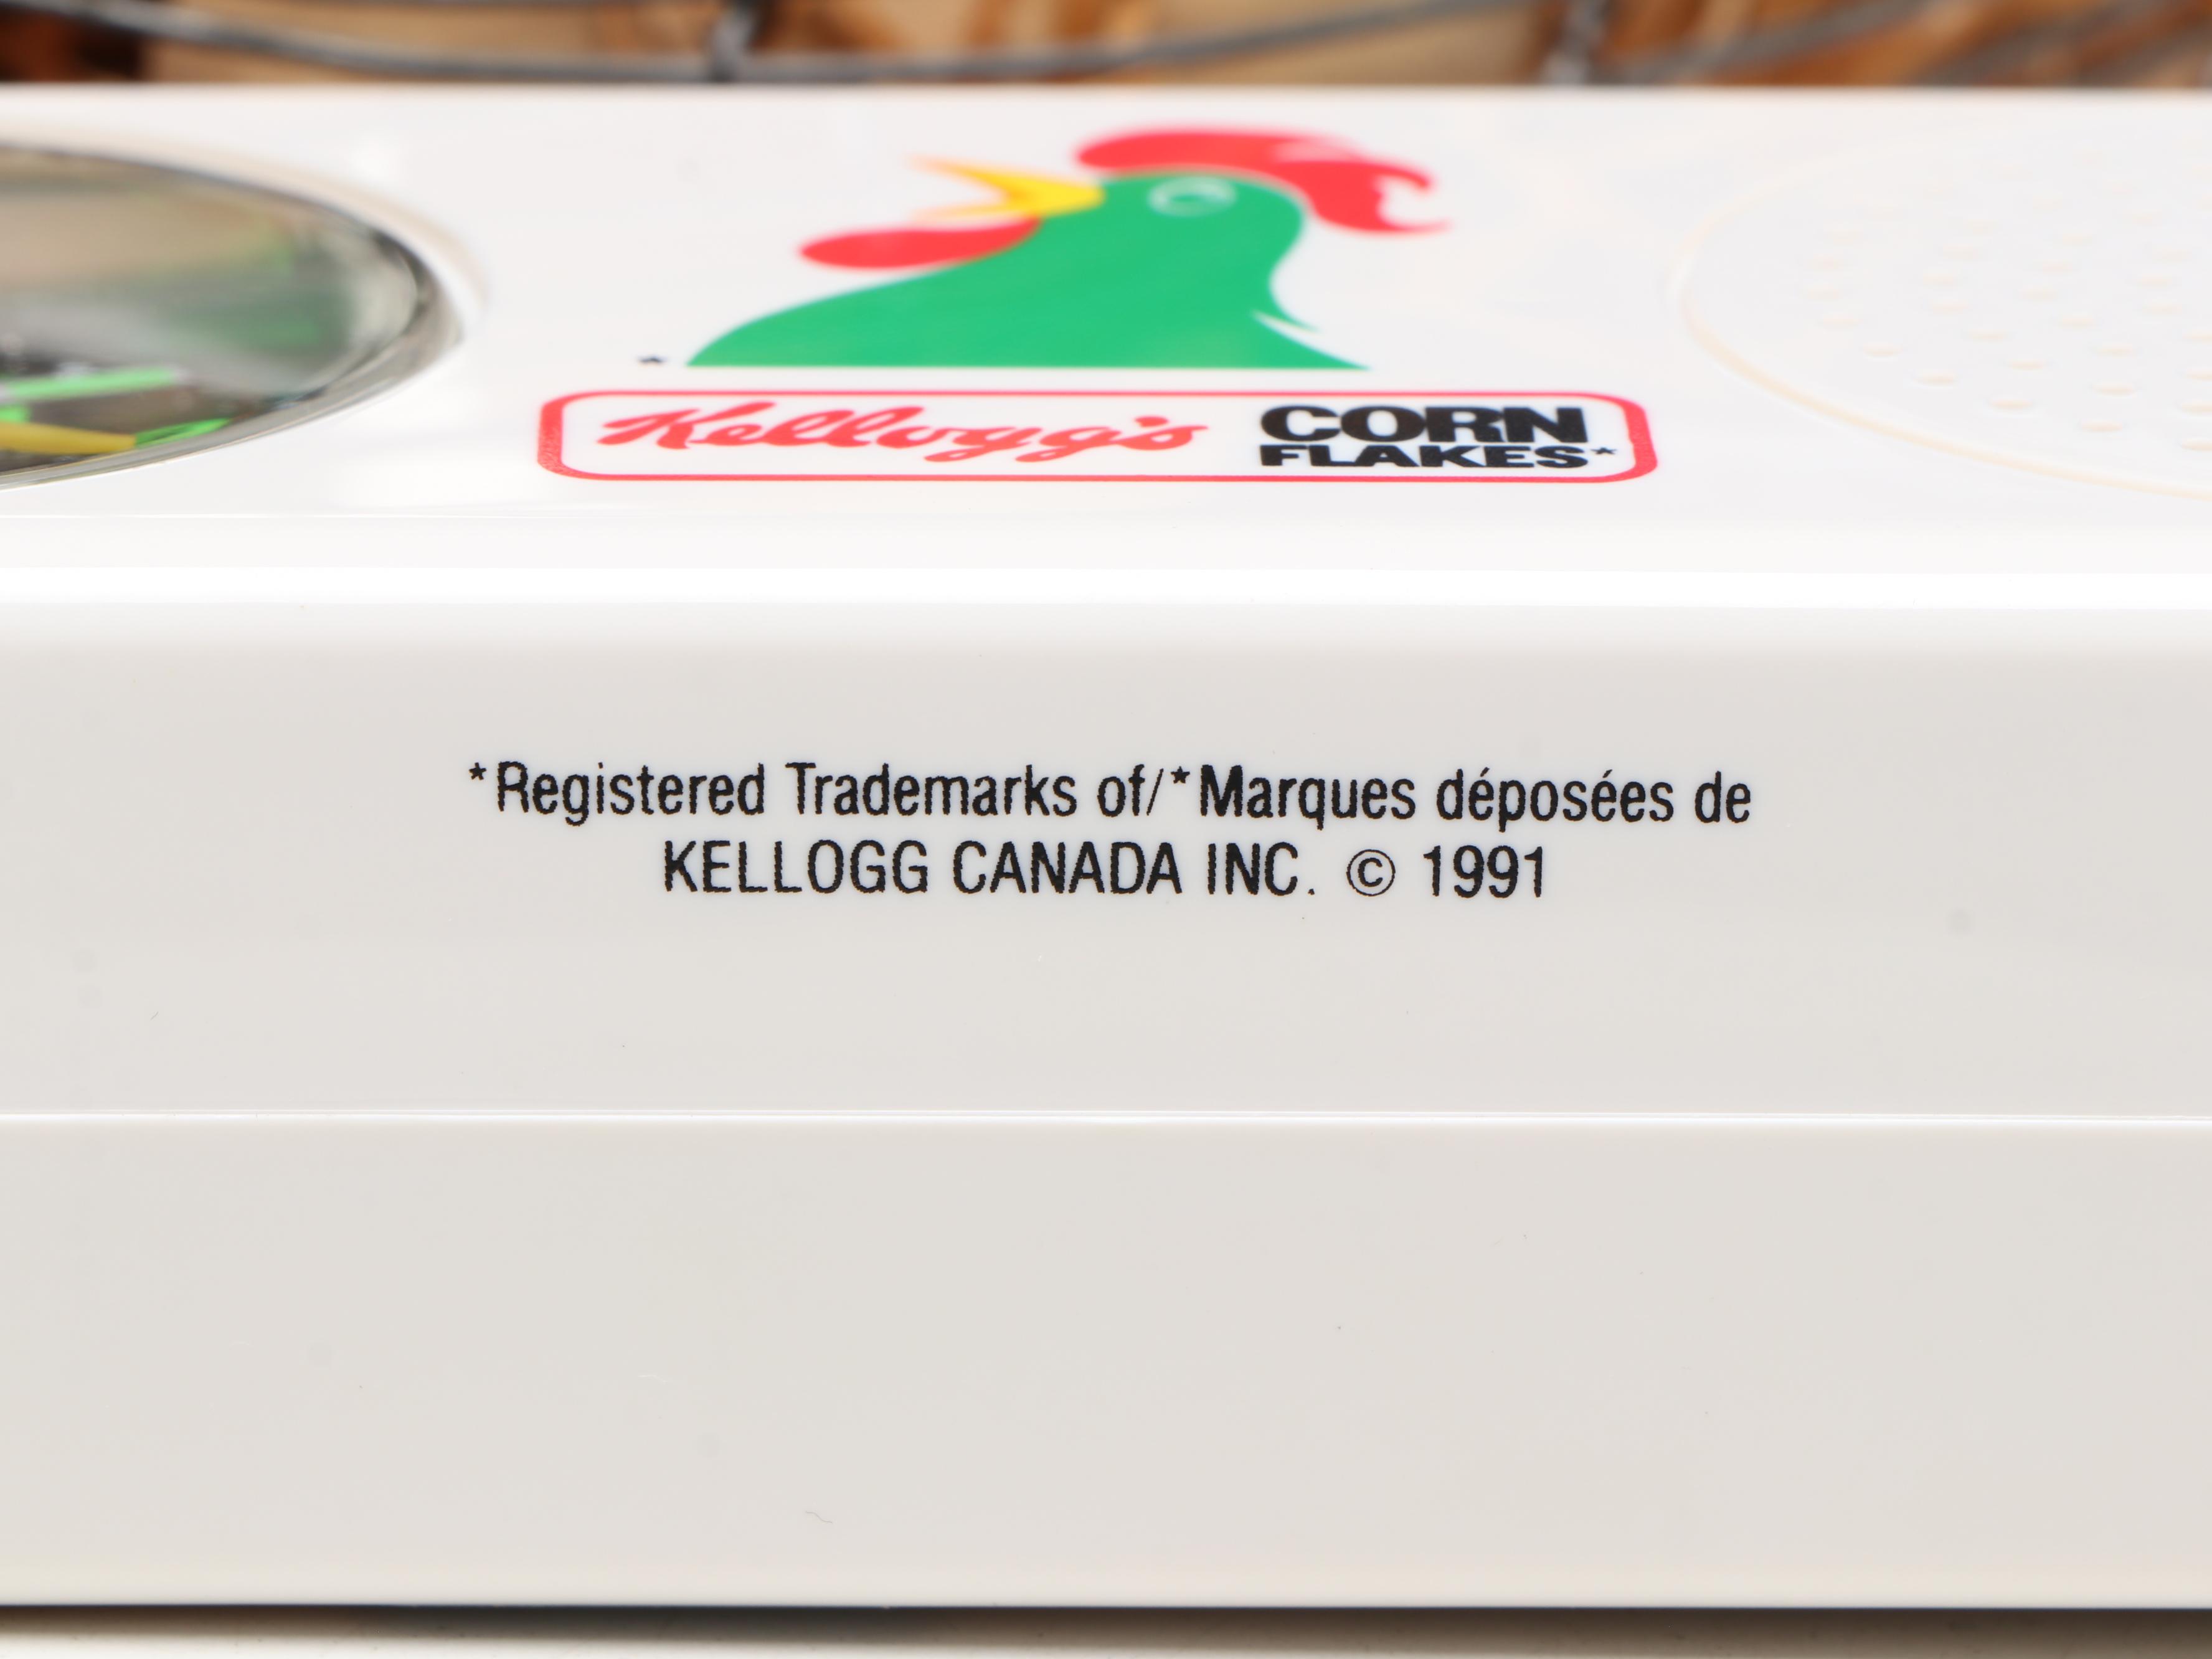 *
Kellogg's CORN
FLAKES*
*Registered Trademarks of/*Marques déposées de
KELLOGG CANADA INC. © 1991